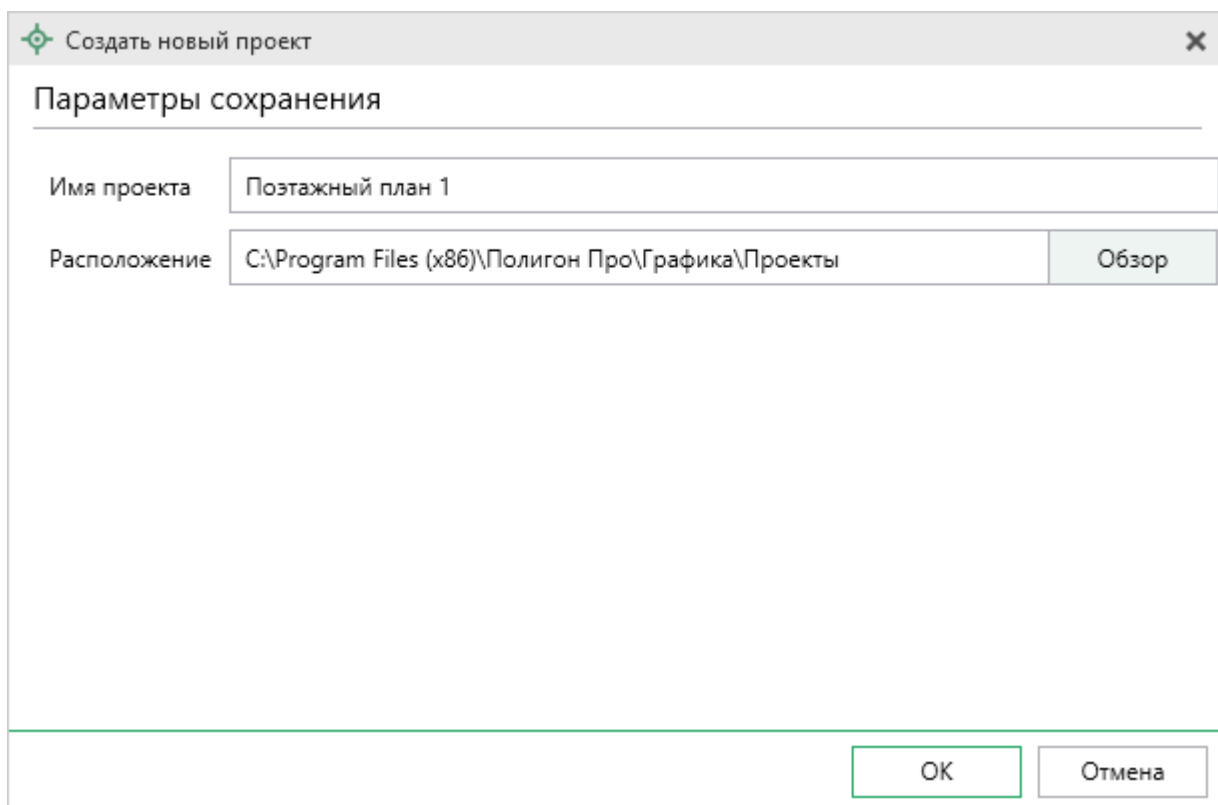 Создать новый проект
Параметры сохранения
Имя проекта Поэтажный план 1
Расположение C:\Program Files (x86)\Полигон Про\Графика\Проекты Обзор
ОК Отмена